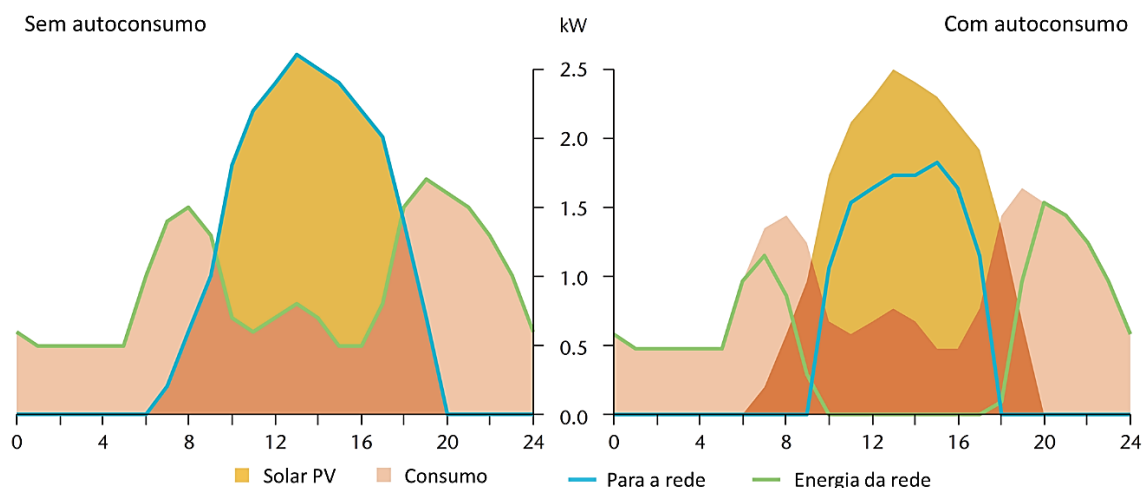 Sem autoconsumo
kW
Com autoconsumo
2.5
2.0
1.5
1.0
0.5
0.0
0 4 8 12 16 20 24
0 4 8 12 16 20 24
Solar PV
Consumo
Para a rede
Energia da rede